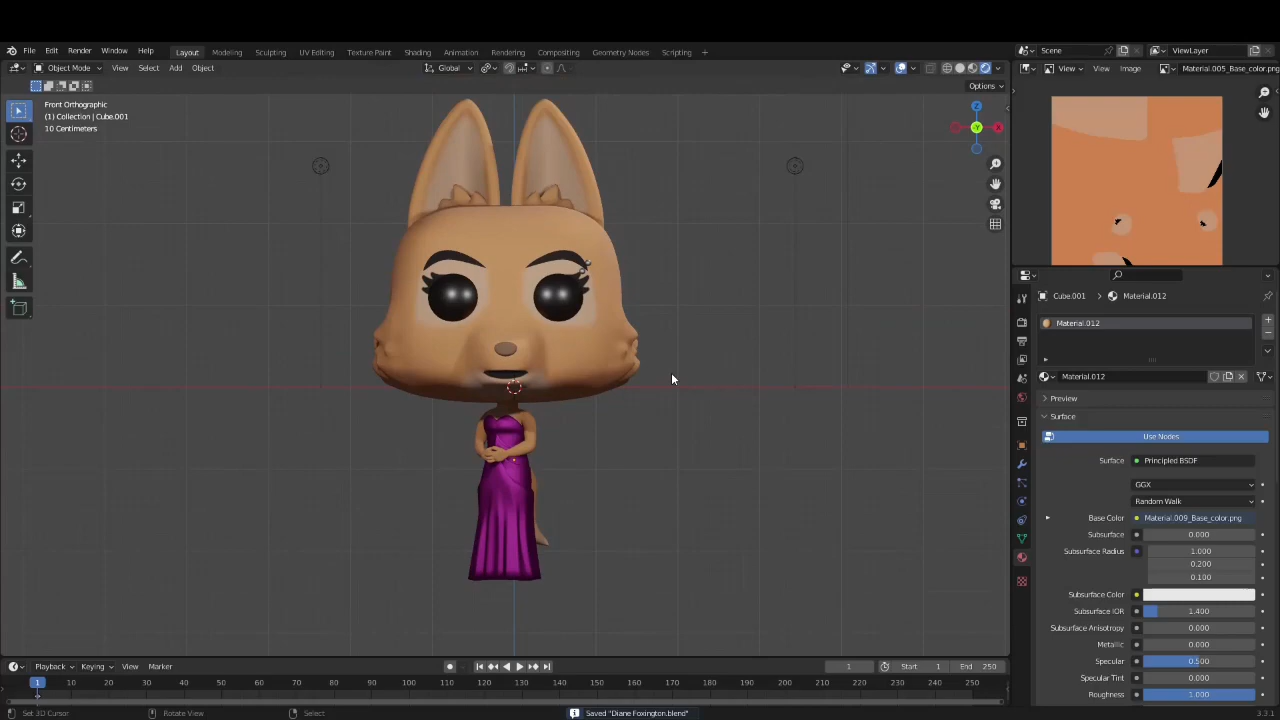 File Edit Render Window Help Layout Modeling Sculpting UV Editing Texture Paint Shading Animation Rendering Compositing Geometry Nodes Scripting + Scene ViewLayer
Object Mode View Select Add Object Global View View Image Material.005_Base_color.png
Options
Front Orthographic
(1) Collection | Cube.001
10 Centimeters
Z
Y
X
Cube.001 Material.012
Material.012
Material.012
Preview
Surface
Use Nodes
Surface Principled BSDF
GGX
Random Walk
Base Color Material.009_Base_color.png
Subsurface 0.000
Subsurface Radius 1.000
0.200
0.100
Subsurface Color
Subsurface IOR 1.400
Subsurface Anisotropy 0.000
Metallic 0.000
Specular 0.500
Specular Tint 0.000
Roughness 1.000
Playback Keying View Marker 1 Start 1 End 250
1 10 20 30 40 50 60 70 80 90 100 110 120 130 140 150 160 170 180 190 200 210 220 230 240 250
Set 3D Cursor Rotate View Select Saved "Diane Foxington.blend" 3.3.1